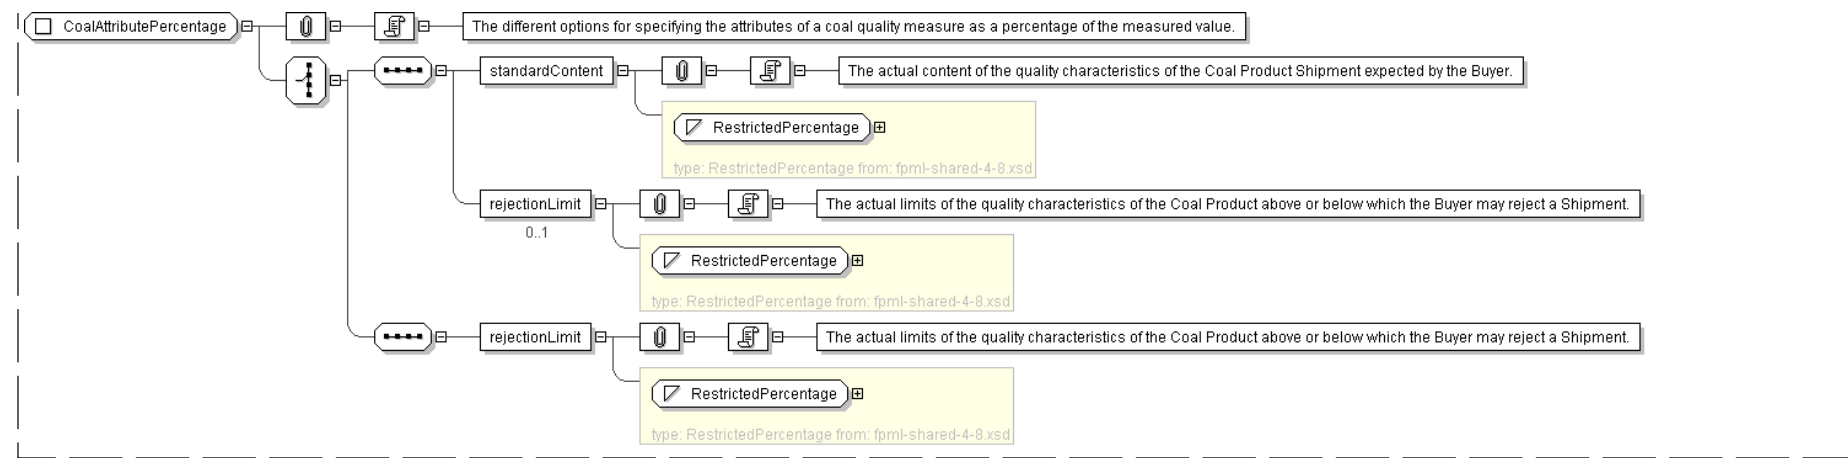 CoalAttributePercentage
The different options for specifying the attributes of a coal quality measure as a percentage of the measured value.
standardContent
The actual content of the quality characteristics of the Coal Product Shipment expected by the Buyer.
RestrictedPercentage
type: RestrictedPercentage from: fpml-shared-4-8.xsd
rejectionLimit
The actual limits of the quality characteristics of the Coal Product above or below which the Buyer may reject a Shipment.
0..1
RestrictedPercentage
type: RestrictedPercentage from: fpml-shared-4-8.xsd
rejectionLimit
The actual limits of the quality characteristics of the Coal Product above or below which the Buyer may reject a Shipment.
RestrictedPercentage
type: RestrictedPercentage from: fpml-shared-4-8.xsd